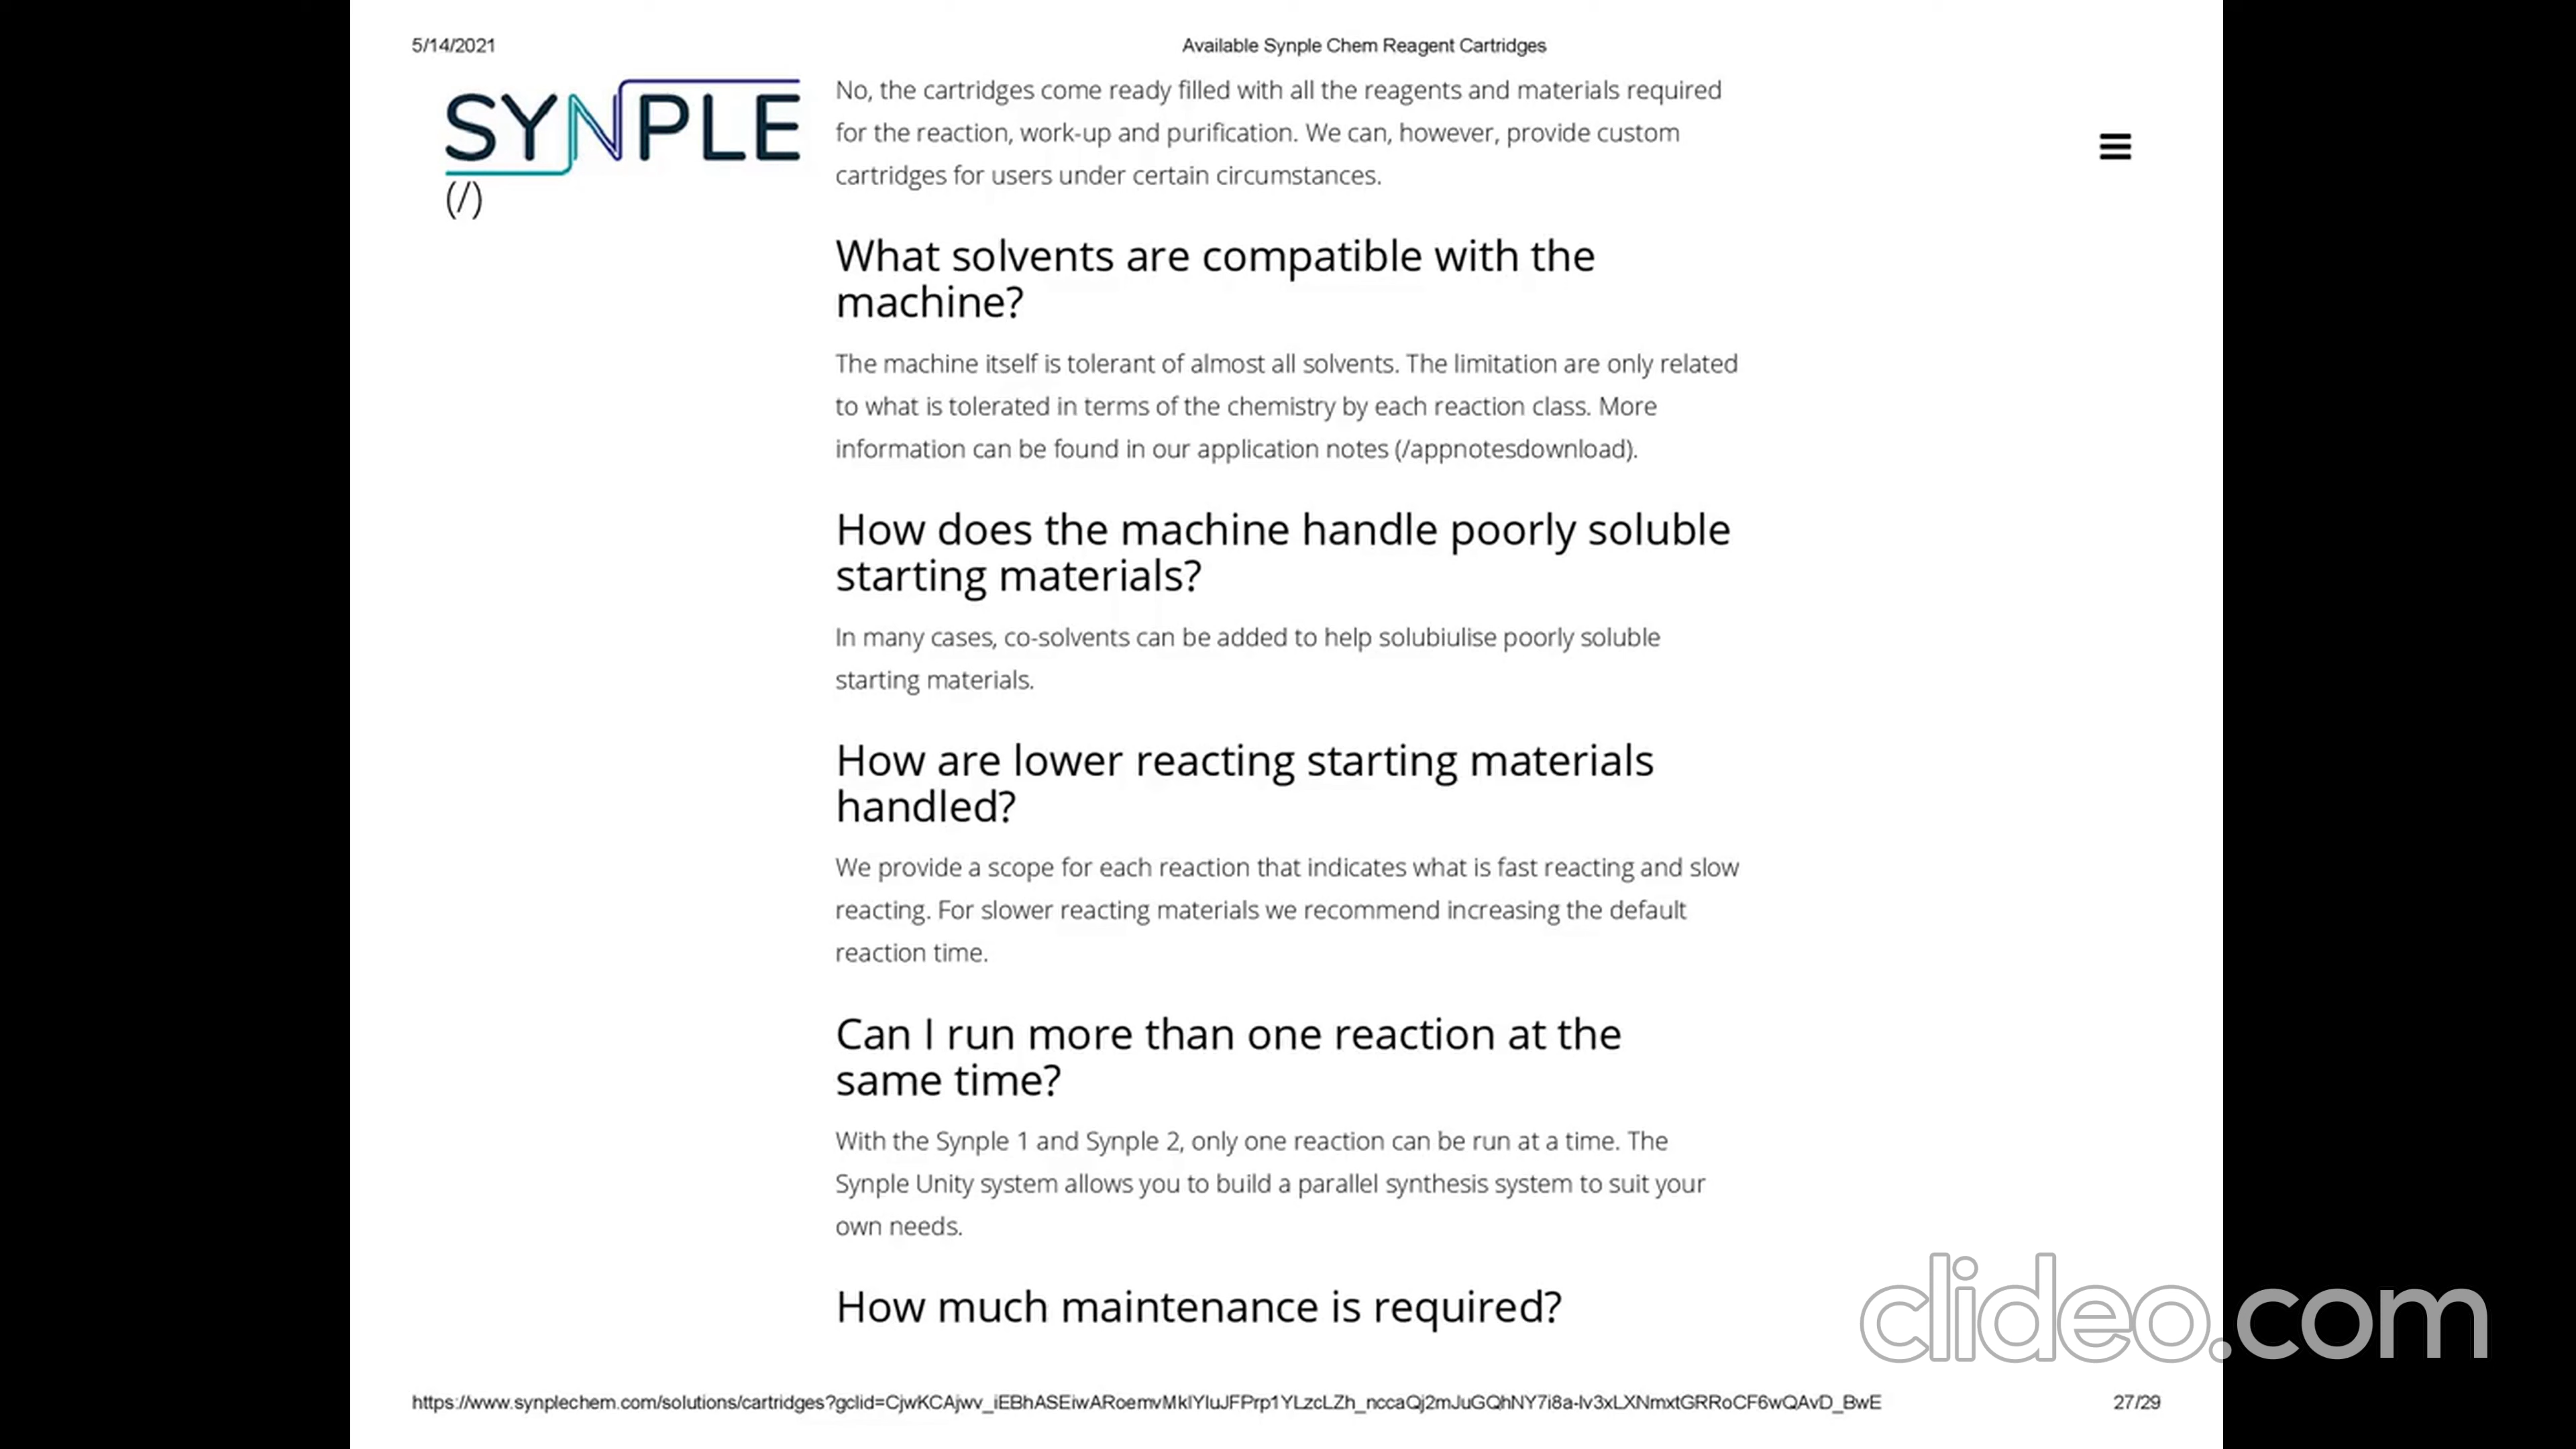 5/14/2021
Available Synple Chem Reagent Cartridges
SYNPLE
(/)
No, the cartridges come ready filled with all the reagents and materials required
for the reaction, work-up and purification. We can, however, provide custom
cartridges for users under certain circumstances.
What solvents are compatible with the
machine?
The machine itself is tolerant of almost all solvents. The limitation are only related
to what is tolerated in terms of the chemistry by each reaction class. More
information can be found in our application notes (/appnotesdownload).
How does the machine handle poorly soluble
starting materials?
In many cases, co-solvents can be added to help solubiulise poorly soluble
starting materials.
How are lower reacting starting materials
handled?
We provide a scope for each reaction that indicates what is fast reacting and slow
reacting. For slower reacting materials we recommend increasing the default
reaction time.
Can I run more than one reaction at the
same time?
With the Synple 1 and Synple 2, only one reaction can be run at a time. The
Synple Unity system allows you to build a parallel synthesis system to suit your
own needs.
How much maintenance is required?
clideo.com
https://www.synplechem.com/solutions/cartridges?gclid=CjwKCAjwv_iEBhASEiwARoemvMkIYIuJFPrp1YLzcLZh_nccaQj2mJuGQhNY7i8a-lv3xLXNmxtGRRoCF6wQAvD_BwE
27/29